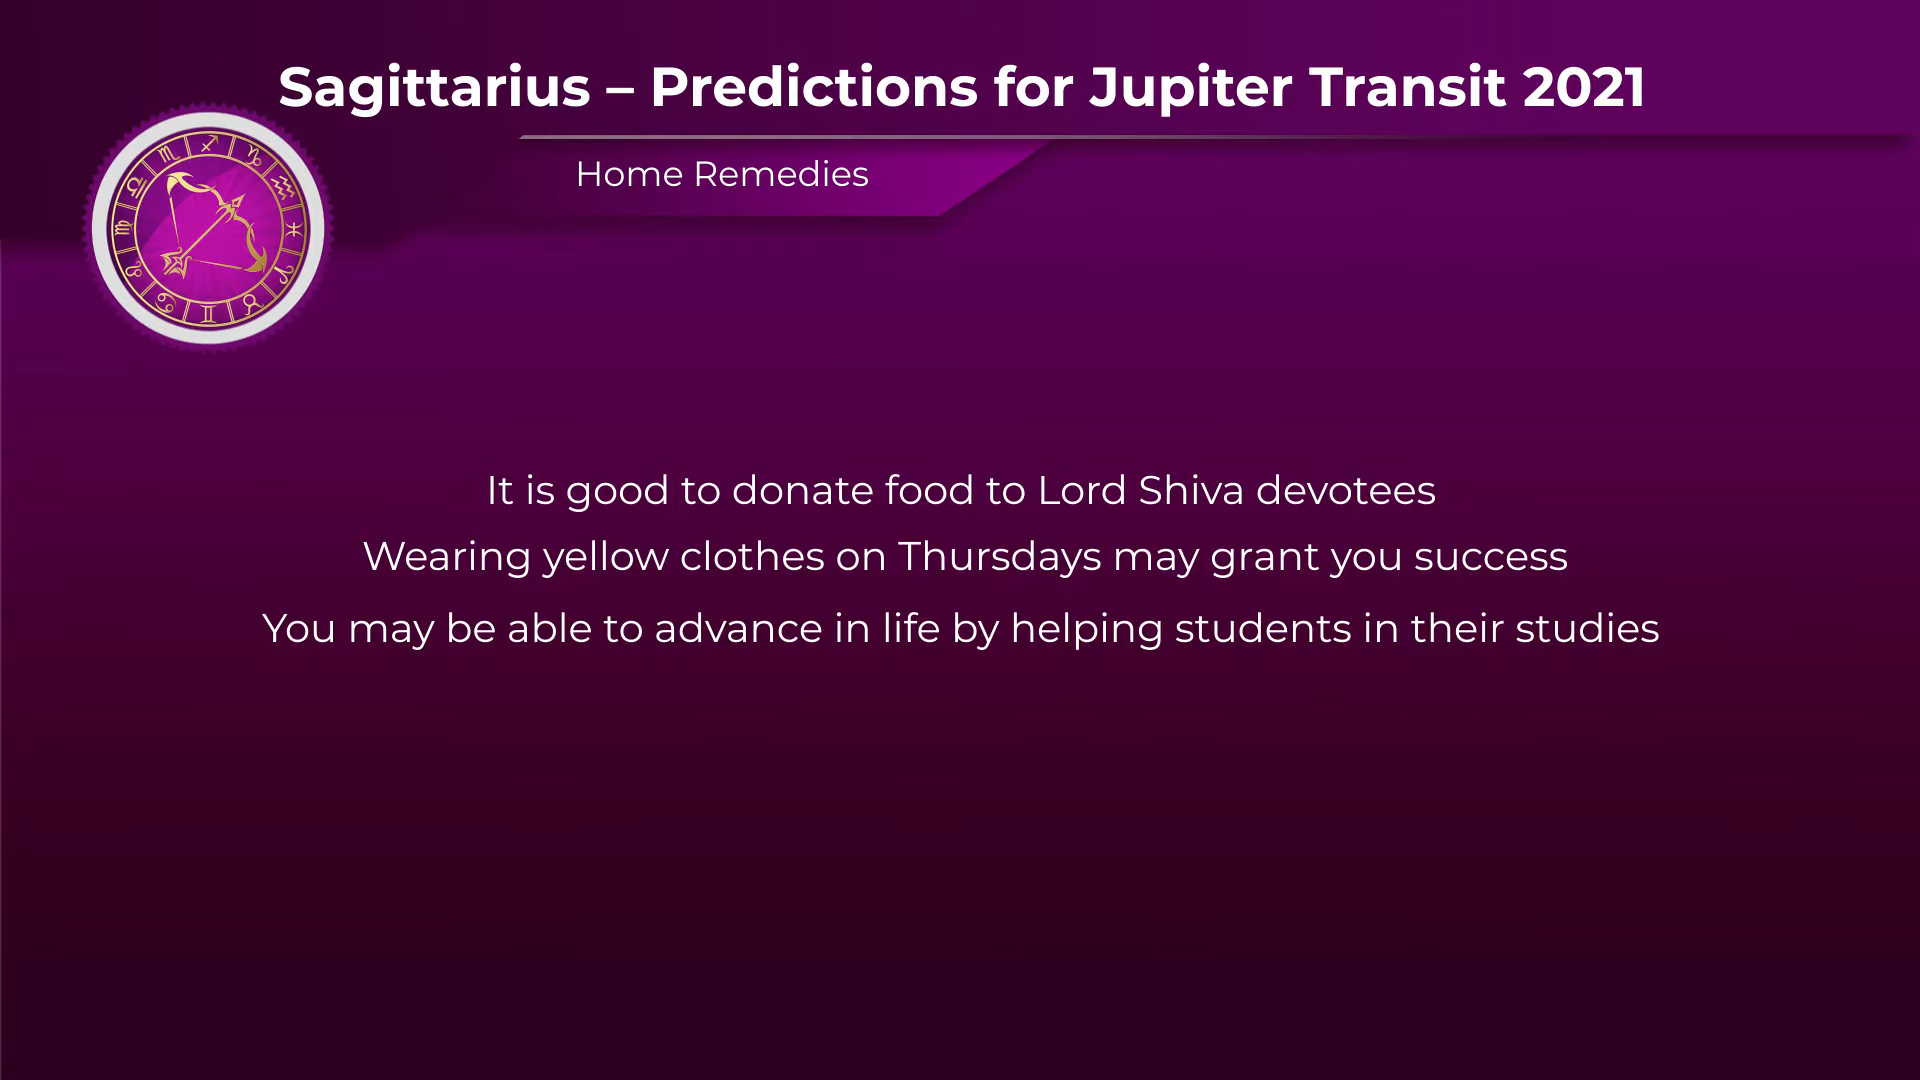 Sagittarius – Predictions for Jupiter Transit 2021
Home Remedies
It is good to donate food to Lord Shiva devotees
Wearing yellow clothes on Thursdays may grant you success
You may be able to advance in life by helping students in their studies